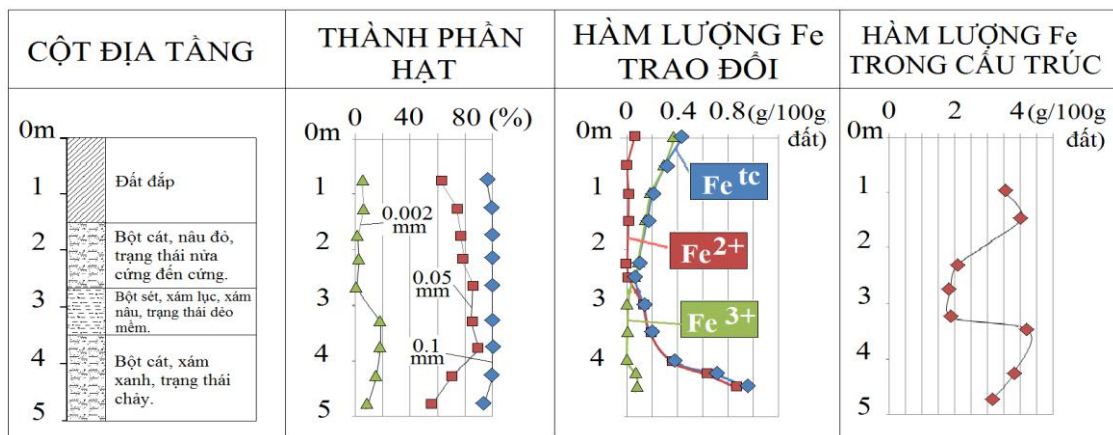 CỘT ĐỊA TẦNG
0m
1
2
3
4
5
Đất đắp
Bột cát, nâu đỏ,
trạng thái nửa
cứng đến cứng.
Bột sét, xám lục, xám
nâu, trạng thái dẻo
mềm.
Bột cát, xám
xanh, trạng thái
chảy.
THÀNH PHẦN
HẠT
0 40 80 (%)
0m
1
2
3
4
5
0.002
mm
0.05
mm
0.1
mm
HÀM LƯỢNG Fe
TRAO ĐỔI
0 0.4 0.8 (g/100g
đất)
0m
1
2
3
4
5
Fe tc
Fe 2+
Fe 3+
HÀM LƯỢNG Fe
TRONG CẤU TRÚC
0 2 4 (g/100g
đất)
0m
1
2
3
4
5